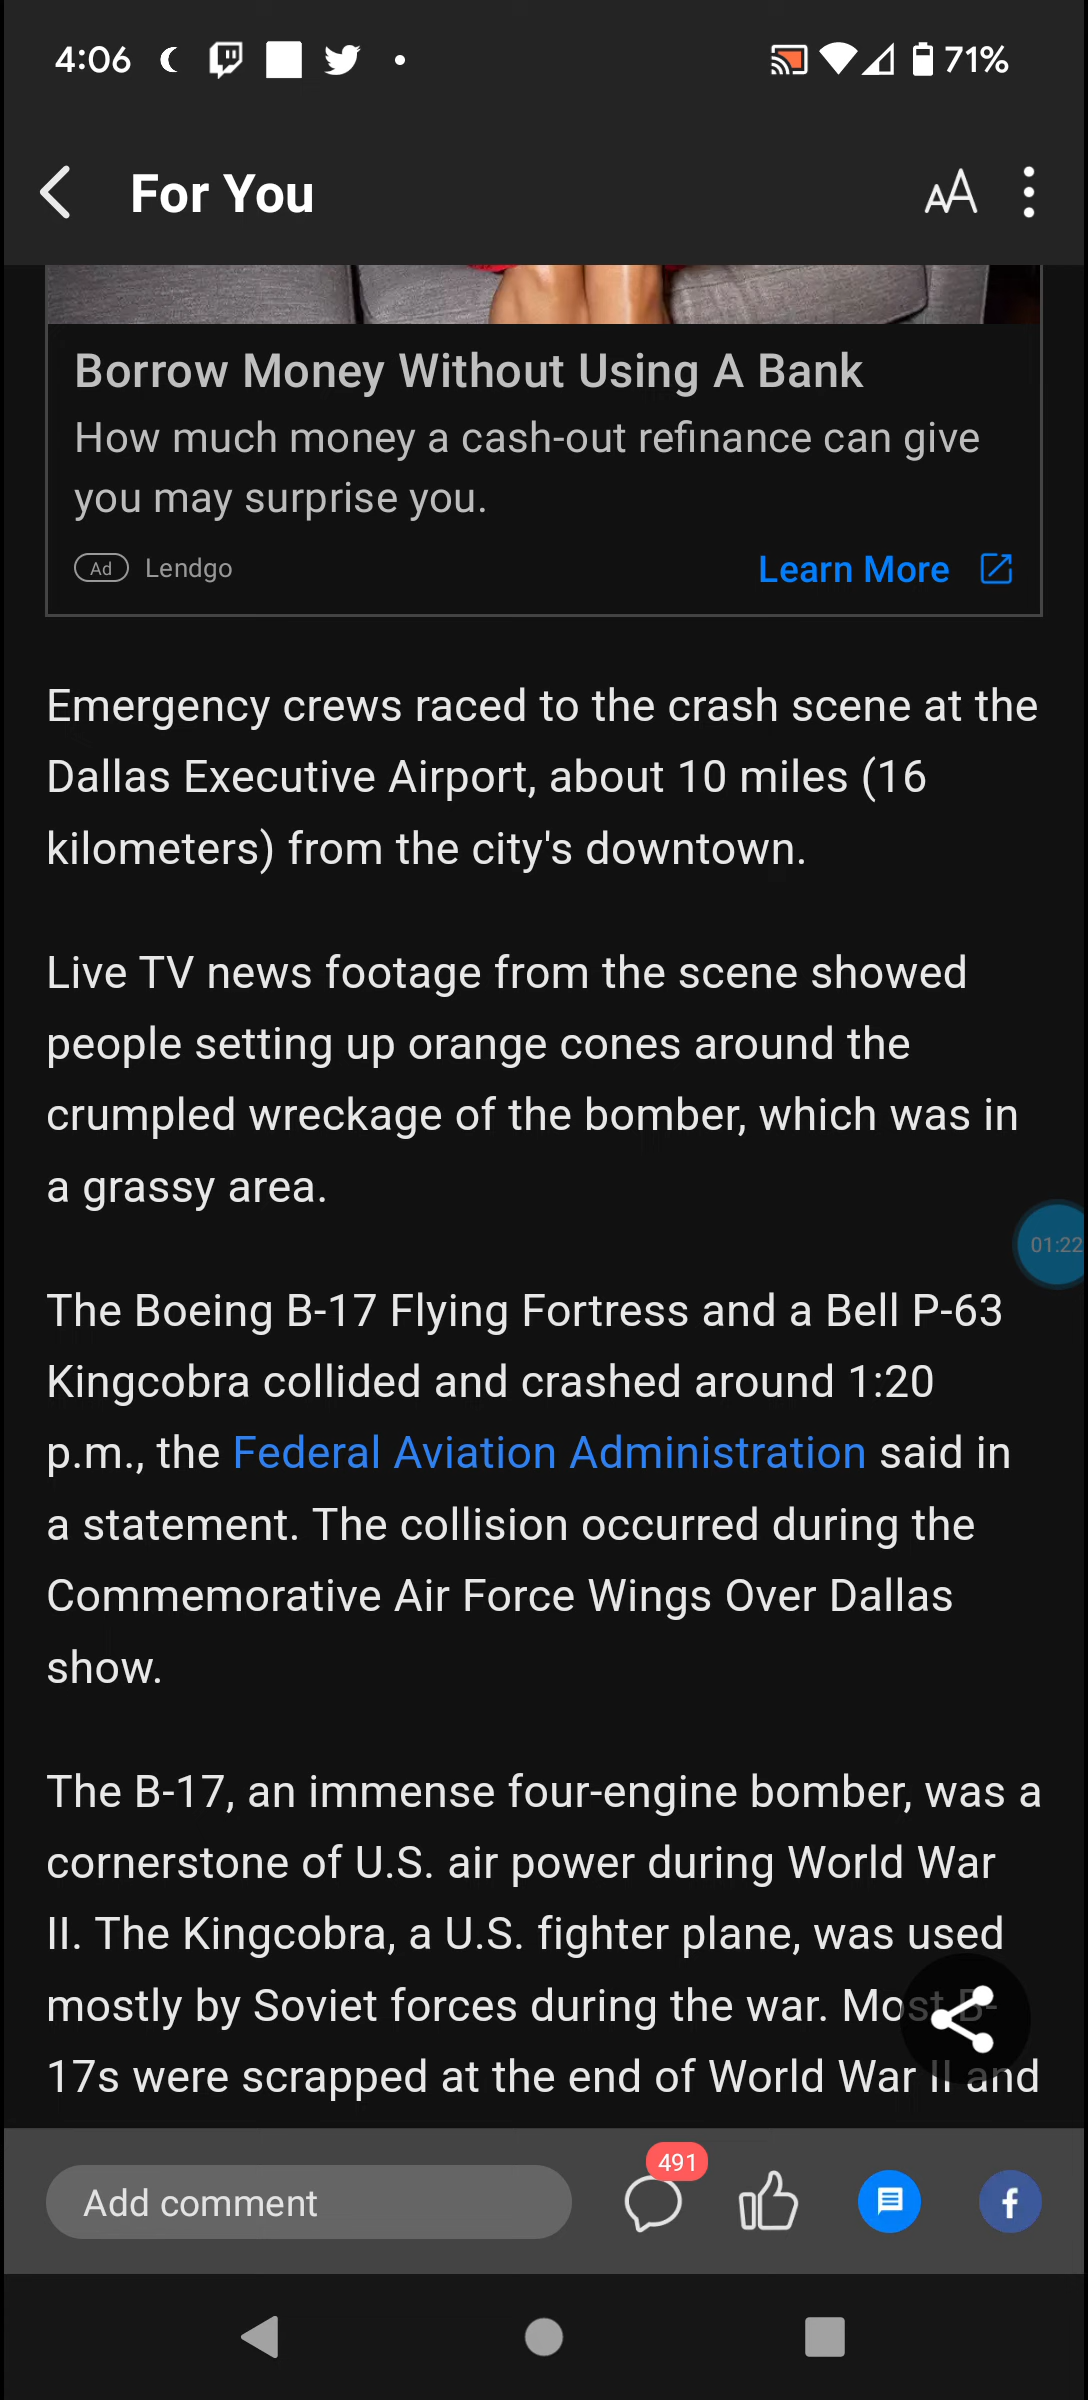 4:06
71%
For You
AA
Borrow Money Without Using A Bank
How much money a cash-out refinance can give
you may surprise you.
Ad Lendgo
Learn More
Emergency crews raced to the crash scene at the
Dallas Executive Airport, about 10 miles (16
kilometers) from the city's downtown.
Live TV news footage from the scene showed
people setting up orange cones around the
crumpled wreckage of the bomber, which was in
a grassy area.
01:22
The Boeing B-17 Flying Fortress and a Bell P-63
Kingcobra collided and crashed around 1:20
p.m., the Federal Aviation Administration said in
a statement. The collision occurred during the
Commemorative Air Force Wings Over Dallas
show.
The B-17, an immense four-engine bomber, was a
cornerstone of U.S. air power during World War
II. The Kingcobra, a U.S. fighter plane, was used
mostly by Soviet forces during the war. Most B-
17s were scrapped at the end of World War II and
491
Add comment
f